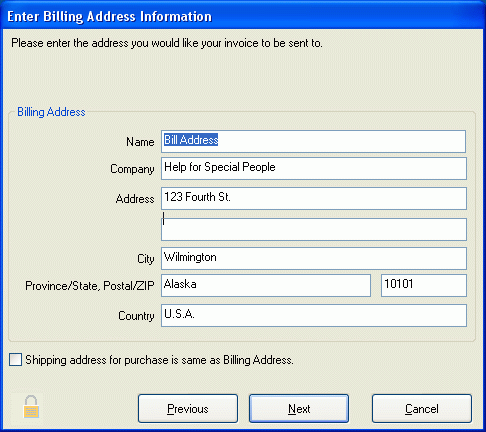 Enter Billing Address Information
Please enter the address you would like your invoice to be sent to.
Billing Address
Name Bill Address
Company Help for Special People
Address 123 Fourth St.
City Wilmington
Province/State, Postal/ZIP Alaska 10101
Country U.S.A.
Shipping address for purchase is same as Billing Address.
Previous Next Cancel